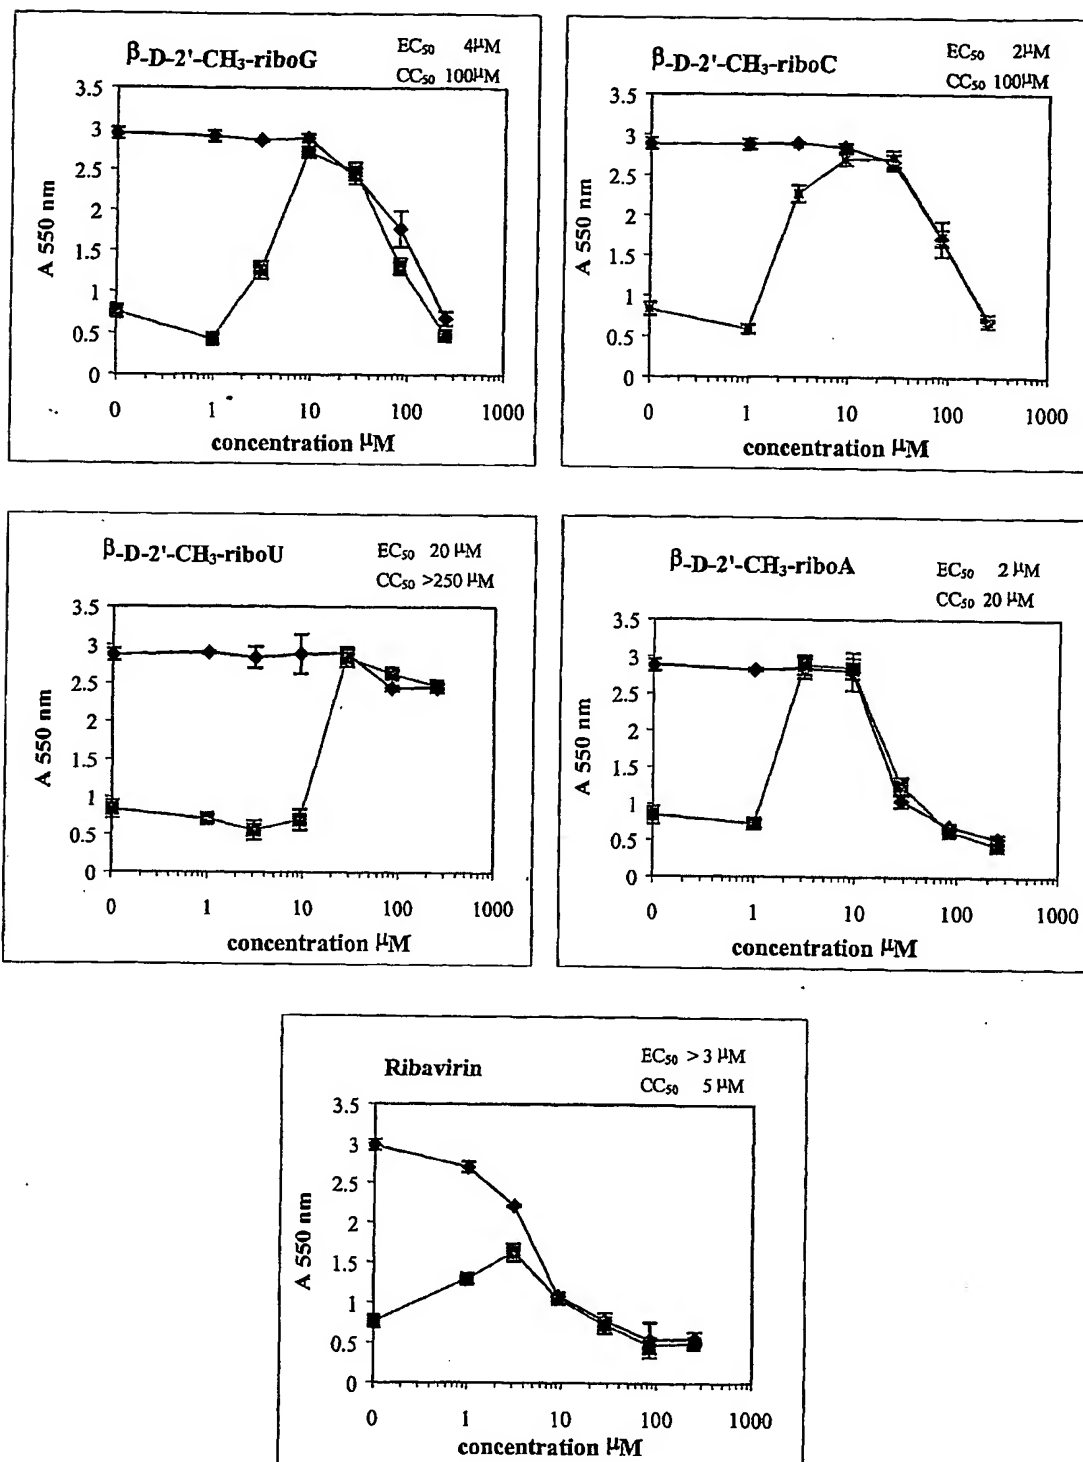 β-D-2'-CH₃-riboG
EC₅₀ 4μM
CC₅₀ 100μM
3.5
3
2.5
2
1.5
1
0.5
0
A 550 nm
0 1 10 100 1000
concentration μM
β-D-2'-CH₃-riboC
EC₅₀ 2μM
CC₅₀ 100μM
3.5
3
2.5
2
1.5
1
0.5
0
A 550 nm
0 1 10 100 1000
concentration μM
β-D-2'-CH₃-riboU
EC₅₀ 20 μM
CC₅₀ >250 μM
3.5
3
2.5
2
1.5
1
0.5
0
A 550 nm
0 1 10 100 1000
concentration μM
β-D-2'-CH₃-riboA
EC₅₀ 2 μM
CC₅₀ 20 μM
3.5
3
2.5
2
1.5
1
0.5
0
A 550 nm
0 1 10 100 1000
concentration μM
Ribavirin
EC₅₀ > 3 μM
CC₅₀ 5 μM
3.5
3
2.5
2
1.5
1
0.5
0
A 550 nm
0 1 10 100 1000
concentration μM